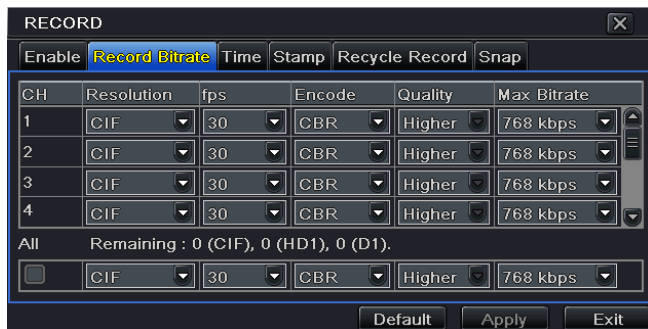 RECORD
Enable Record Bitrate Time Stamp Recycle Record Snap
CH Resolution fps Encode Quality Max Bitrate
1 CIF 30 CBR Higher 768 kbps
2 CIF 30 CBR Higher 768 kbps
3 CIF 30 CBR Higher 768 kbps
4 CIF 30 CBR Higher 768 kbps
All Remaining : 0 (CIF), 0 (HD1), 0 (D1).
CIF 30 CBR Higher 768 kbps
Default Apply Exit